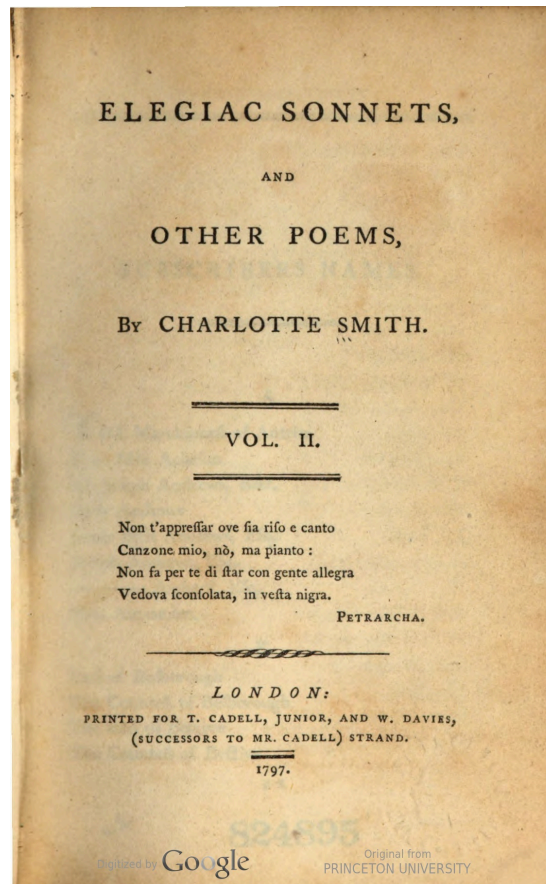 ELEGIAC SONNETS,
AND
OTHER POEMS,
By CHARLOTTE SMITH.
VOL. II.
Non t'appreſſar ove ſia riſo e canto
Canzone mio, nò, ma pianto :
Non fa per te di ſtar con gente allegra
Vedova ſconſolata, in veſta nigra.
PETRARCHA.
LONDON:
PRINTED FOR T. CADELL, JUNIOR, AND W. DAVIES,
(SUCCESSORS TO MR. CADELL) STRAND.
1797.
824695
Digitized by Google
Original from
PRINCETON UNIVERSITY